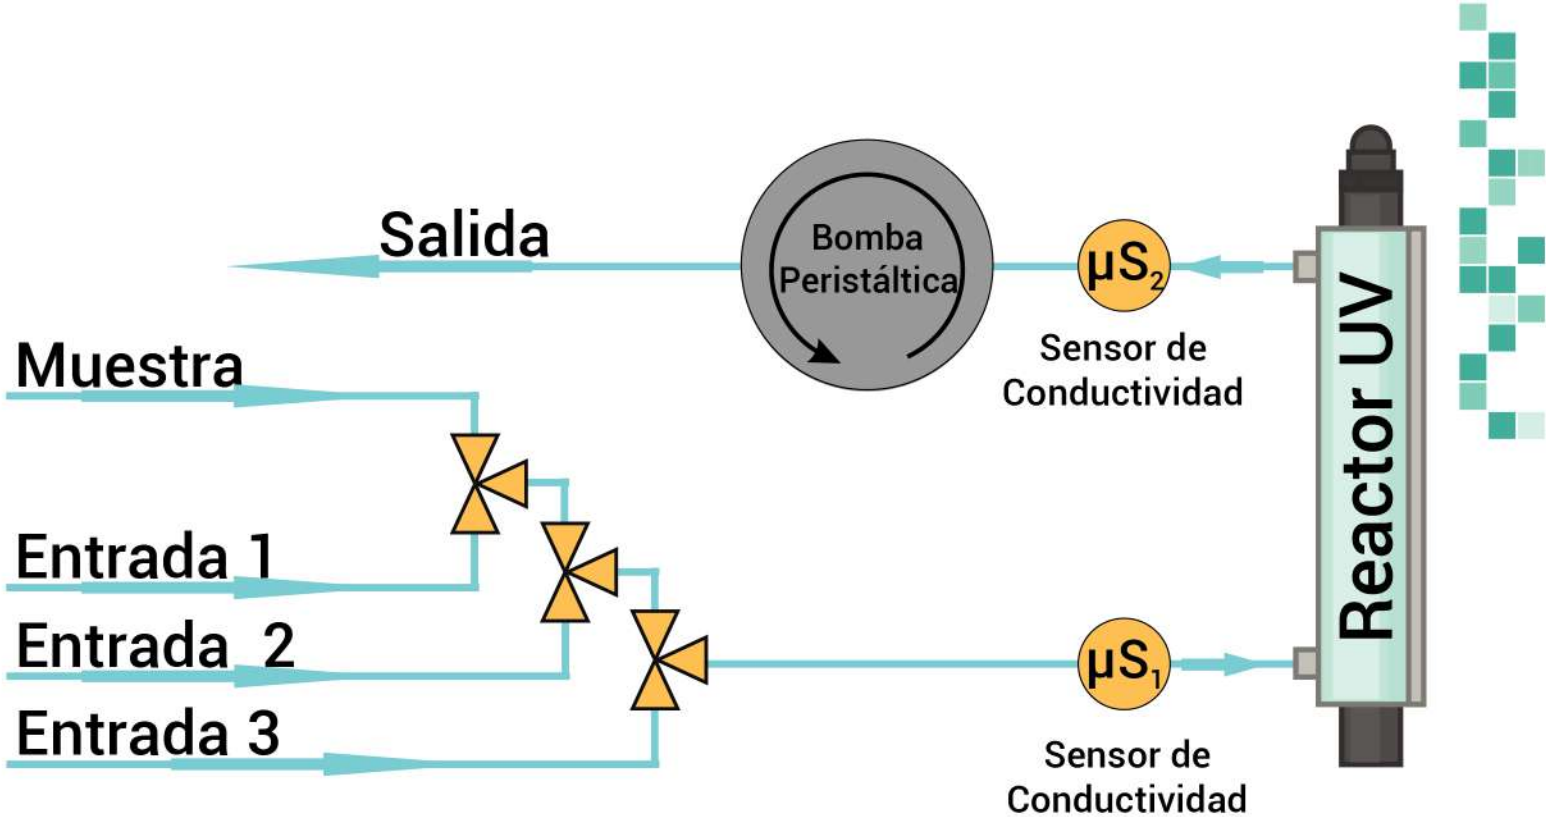 Salida
Bomba
Peristáltica
µS₂
Sensor de
Conductividad
Reactor UV
Muestra
Entrada 1
Entrada 2
Entrada 3
µS₁
Sensor de
Conductividad